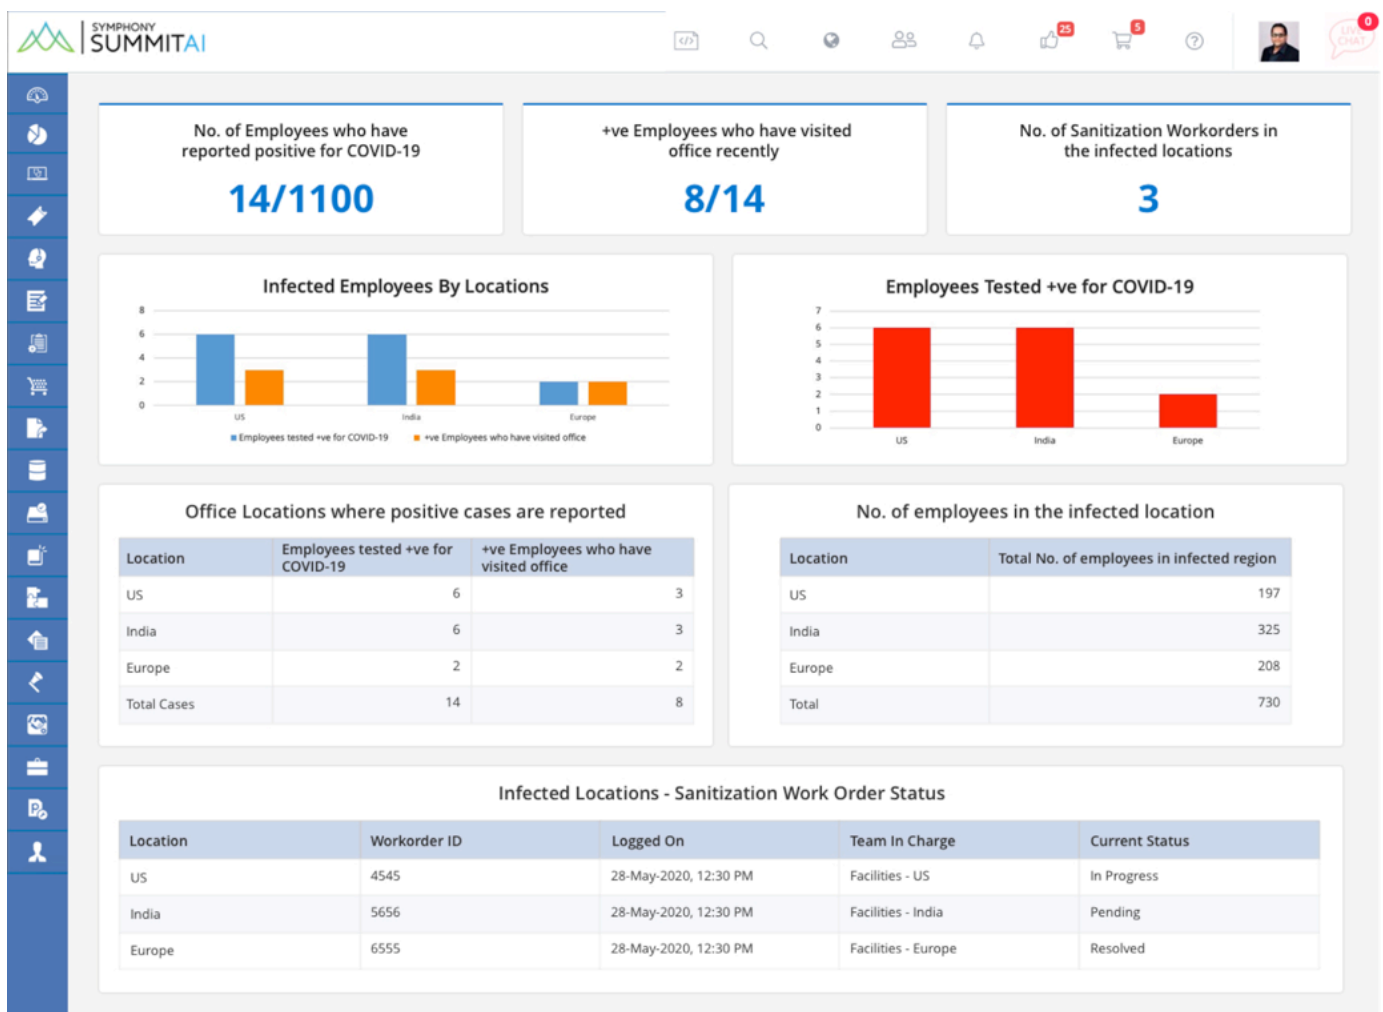 SYMPHONY
SUMMITAI
</>
25
5
?
LIVE
CHAT
0
No. of Employees who have
reported positive for COVID-19
14/1100
+ve Employees who have visited
office recently
8/14
No. of Sanitization Workorders in
the infected locations
3
Infected Employees By Locations
8
6
4
2
0
US India Europe
Employees tested +ve for COVID-19 +ve Employees who have visited office
Employees Tested +ve for COVID-19
7
6
5
4
3
2
1
0
US India Europe
Office Locations where positive cases are reported
Location Employees tested +ve for COVID-19 +ve Employees who have visited office
US 6 3
India 6 3
Europe 2 2
Total Cases 14 8
No. of employees in the infected location
Location Total No. of employees in infected region
US 197
India 325
Europe 208
Total 730
Infected Locations - Sanitization Work Order Status
Location Workorder ID Logged On Team In Charge Current Status
US 4545 28-May-2020, 12:30 PM Facilities - US In Progress
India 5656 28-May-2020, 12:30 PM Facilities - India Pending
Europe 6555 28-May-2020, 12:30 PM Facilities - Europe Resolved